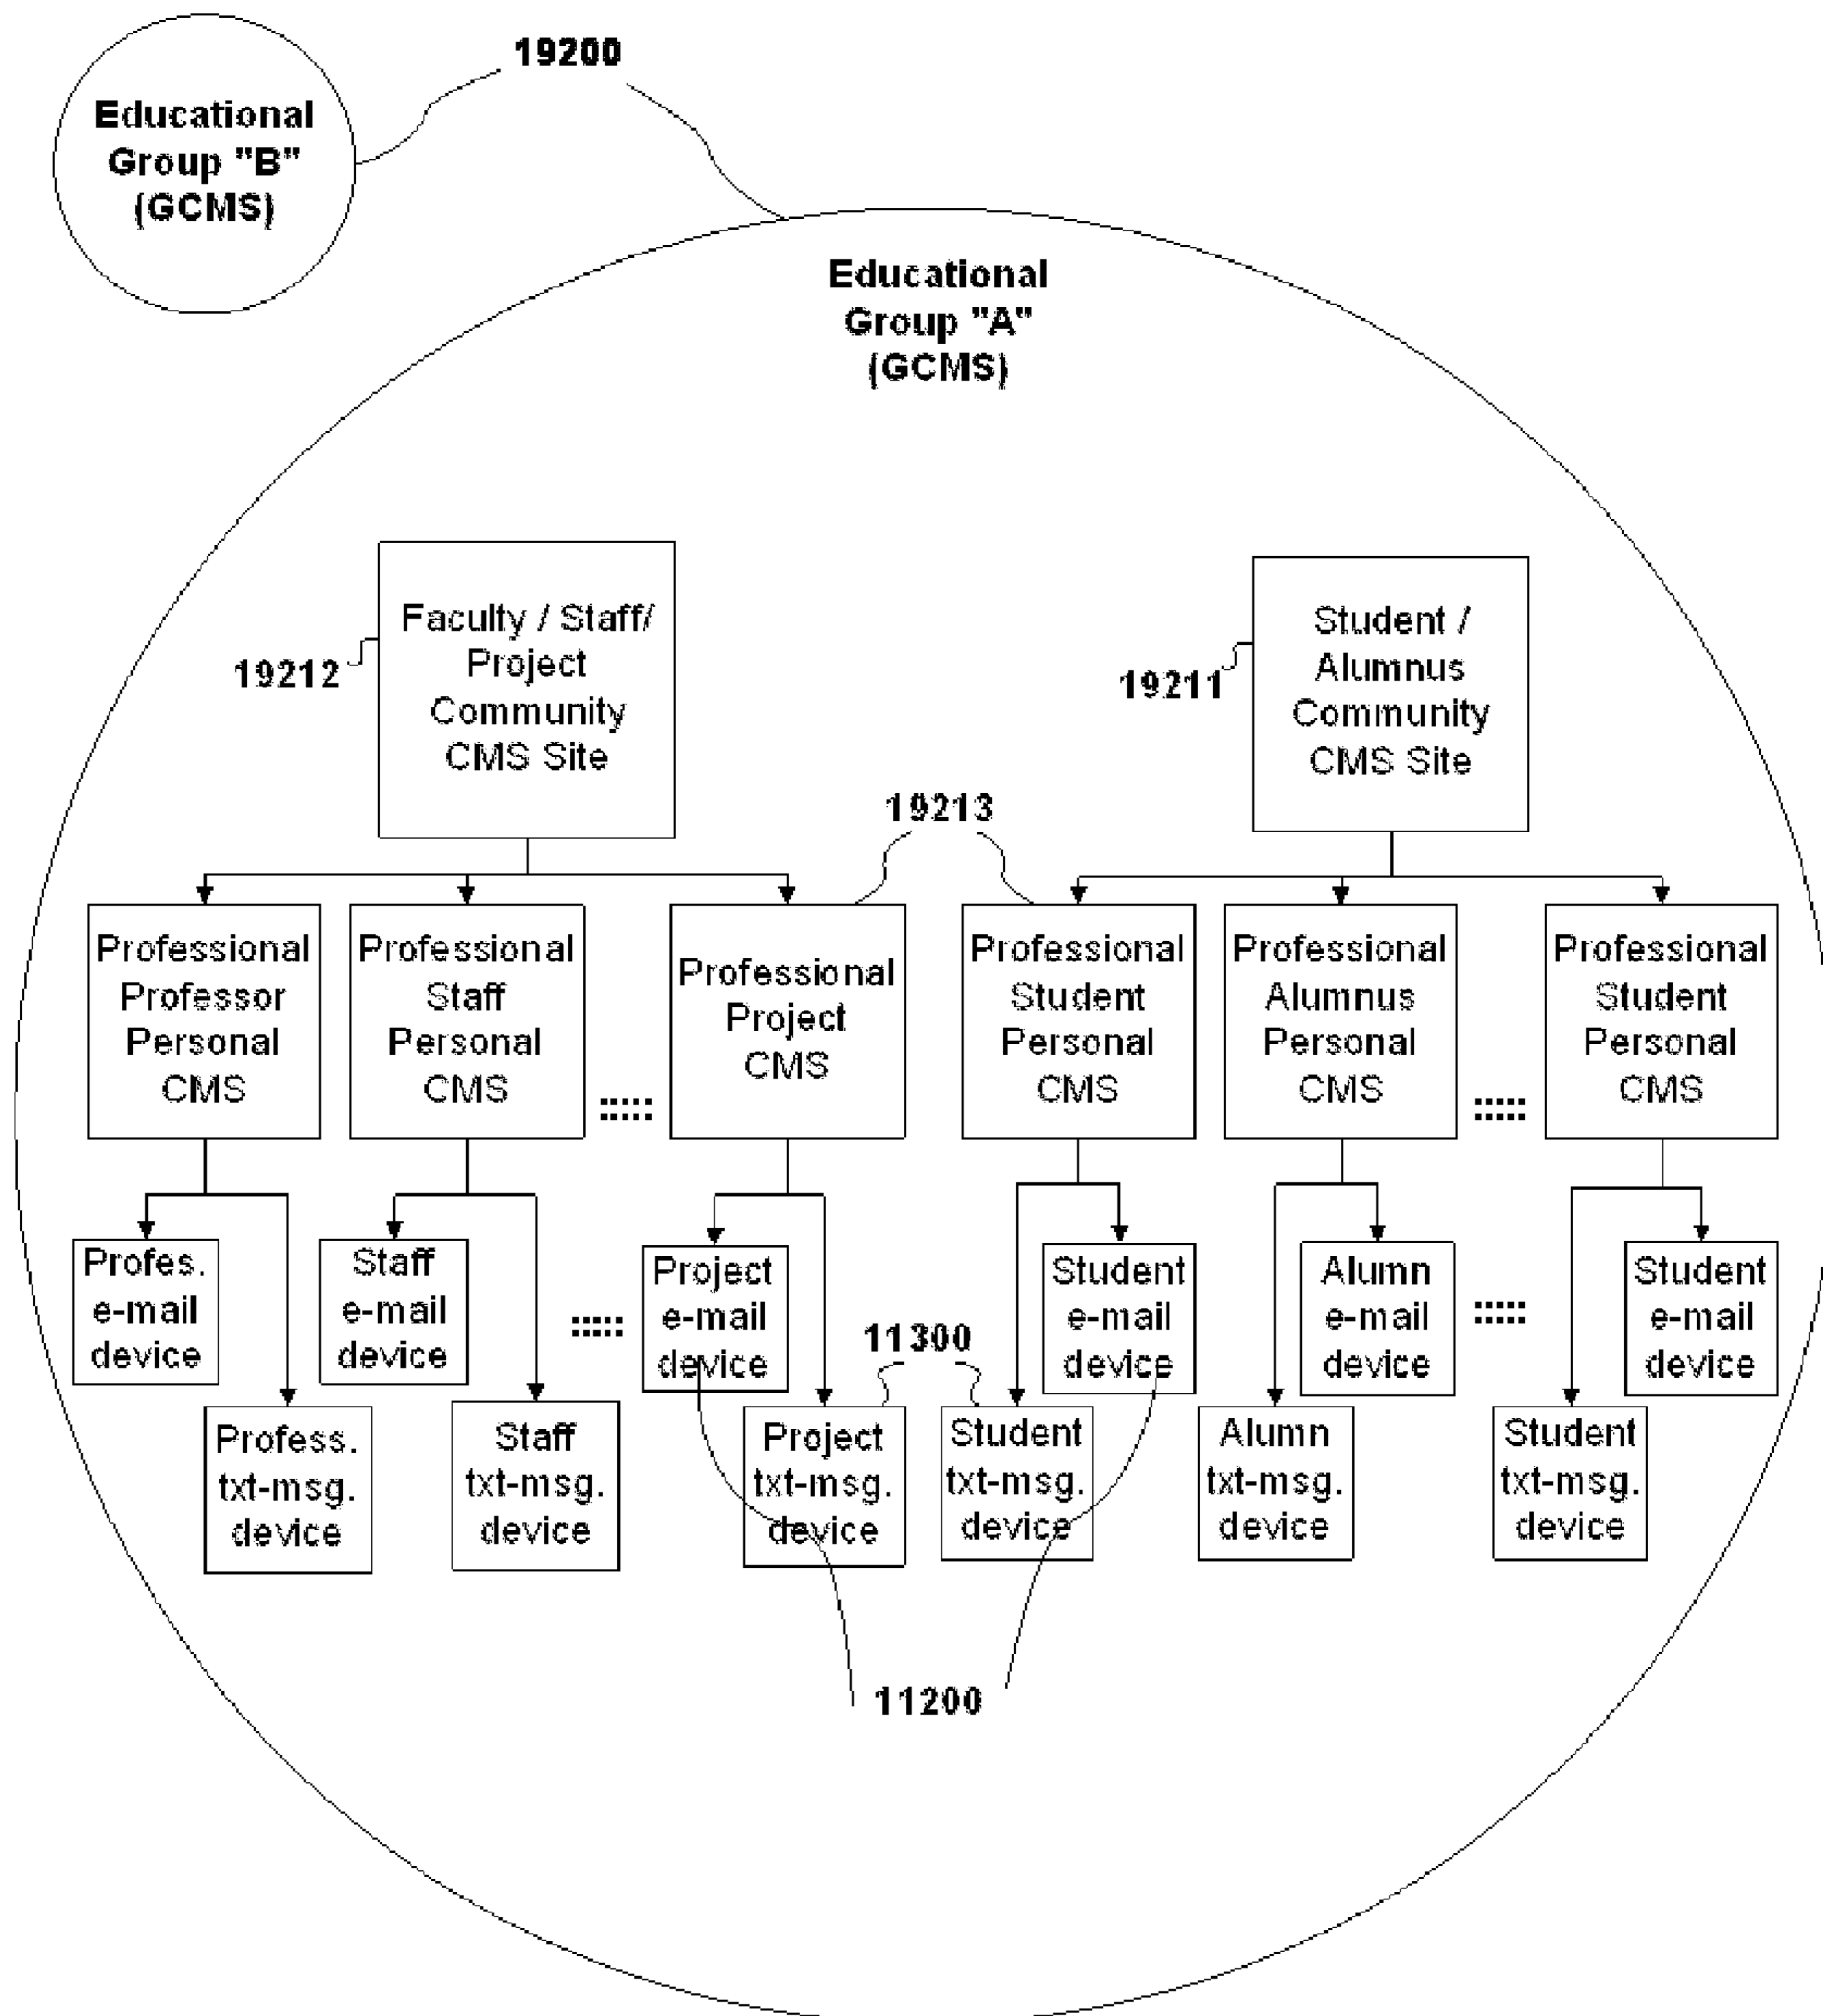 19200
Educational
Group "B"
(GCMS)
Educational
Group "A"
(GCMS)
Faculty / Staff/
Project
Community
CMS Site
19212
Student /
Alumnus
Community
CMS Site
19211
19213
Professional
Professor
Personal
CMS
Professional
Staff
Personal
CMS
:::::
Professional
Project
CMS
Professional
Student
Personal
CMS
Professional
Alumnus
Personal
CMS
:::::
Professional
Student
Personal
CMS
Profes.
e-mail
device
Staff
e-mail
device
:::::
Project
e-mail
device
Student
e-mail
device
Alumn
e-mail
device
:::::
Student
e-mail
device
11300
Profess.
txt-msg.
device
Staff
txt-msg.
device
Project
txt-msg.
device
Student
txt-msg.
device
Alumn
txt-msg.
device
Student
txt-msg.
device
11200